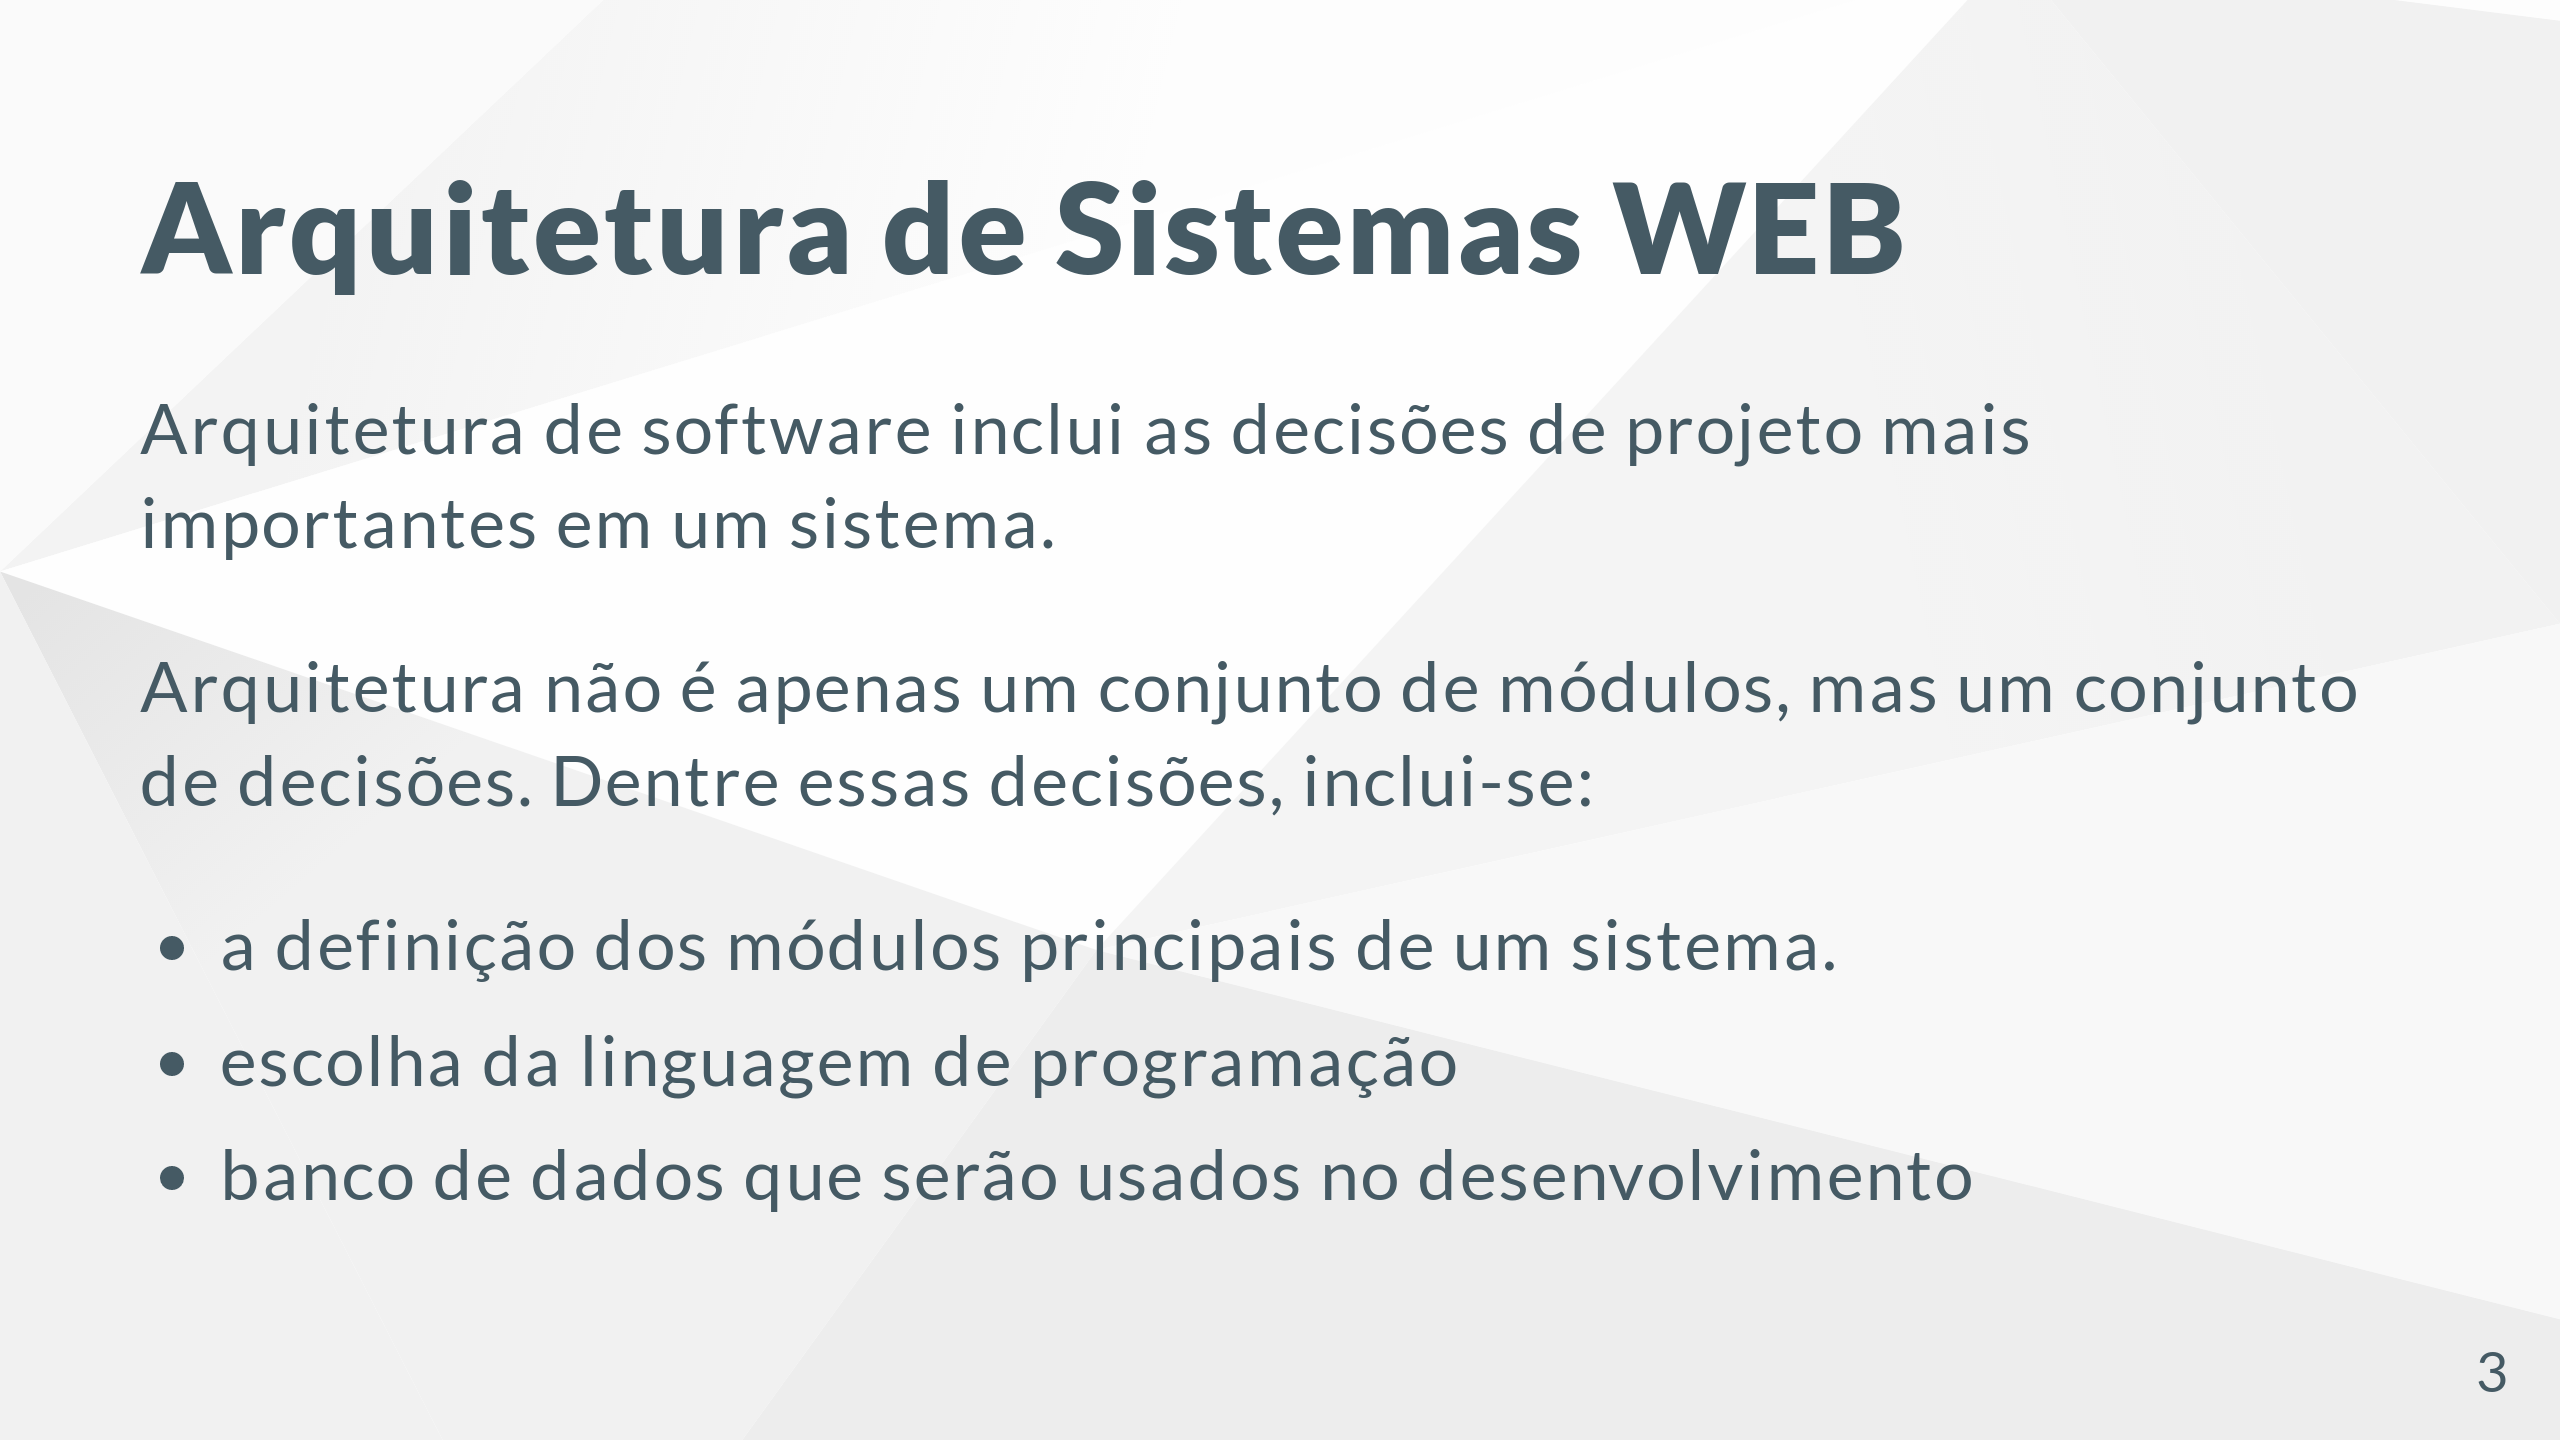 Arquitetura de Sistemas WEB
Arquitetura de software inclui as decisões de projeto mais
importantes em um sistema.
Arquitetura não é apenas um conjunto de módulos, mas um conjunto
de decisões. Dentre essas decisões, inclui-se:
• a definição dos módulos principais de um sistema.
• escolha da linguagem de programação
• banco de dados que serão usados no desenvolvimento
3